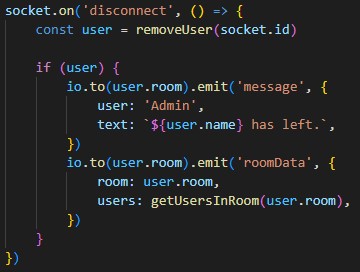 socket.on('disconnect', () => {
    const user = removeUser(socket.id)

    if (user) {
        io.to(user.room).emit('message', {
            user: 'Admin',
            text: `${user.name} has left.`,
        })
        io.to(user.room).emit('roomData', {
            room: user.room,
            users: getUsersInRoom(user.room),
        })
    }
})